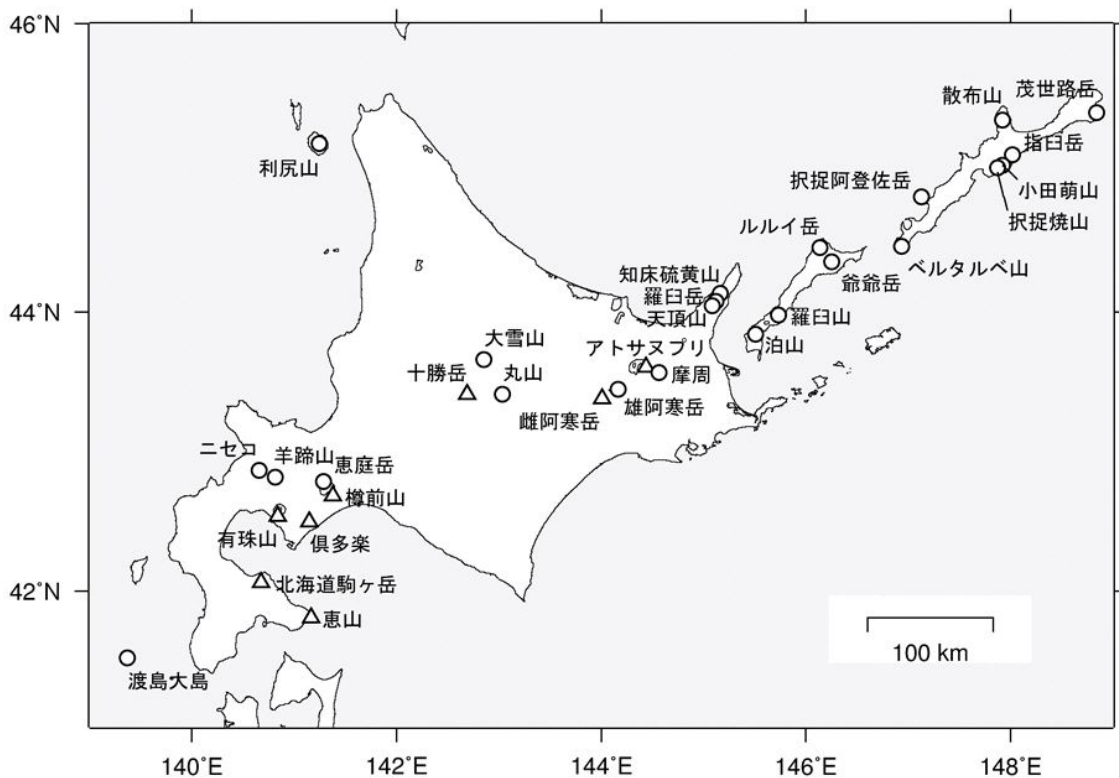 46˚N
茂世路岳
散布山
指臼岳
利尻山
択捉阿登佐岳
小田萌山
択捉焼山
ルルイ岳
ベルタルベ山
爺爺岳
知床硫黄山
羅臼岳
44˚N
天頂山
羅臼山
大雪山
アトサヌプリ
泊山
十勝岳
丸山
摩周
雌阿寒岳
雄阿寒岳
ニセコ
羊蹄山
恵庭岳
樽前山
有珠山
倶多楽
42˚N
北海道駒ヶ岳
恵山
100 km
渡島大島
140˚E
142˚E
144˚E
146˚E
148˚E